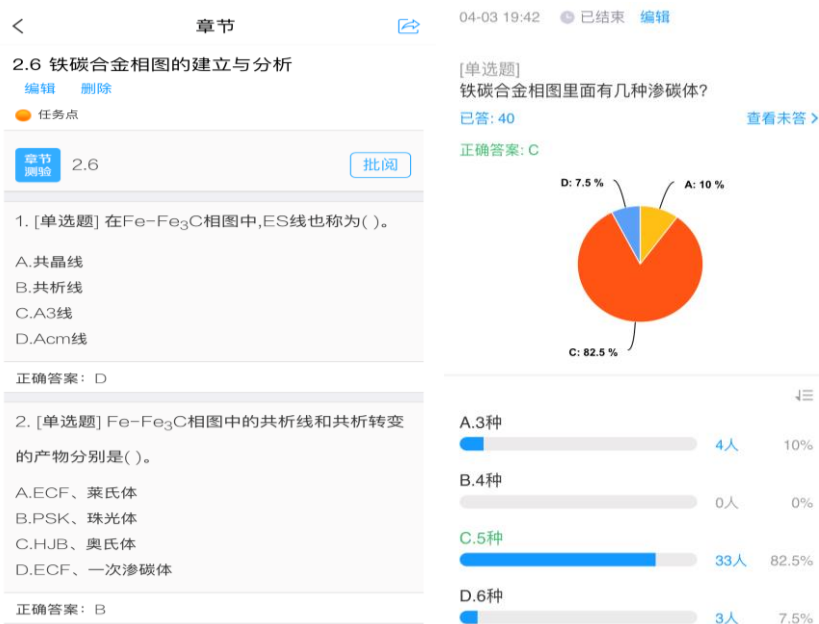 章节
2.6 铁碳合金相图的建立与分析
编辑 删除
任务点
章节
测验
2.6
批阅
1. [单选题] 在Fe-Fe₃C相图中,ES线也称为( )。
A.共晶线
B.共析线
C.A3线
D.Acm线
正确答案: D
2. [单选题] Fe-Fe₃C相图中的共析线和共析转变
的产物分别是( )。
A.ECF、莱氏体
B.PSK、珠光体
C.HJB、奥氏体
D.ECF、一次渗碳体
正确答案: B
04-03 19:42 已结束 编辑
[单选题]
铁碳合金相图里面有几种渗碳体?
已答: 40 查看未答
正确答案: C
D: 7.5 % A: 10 %
C: 82.5 %
A.3种
4人 10%
B.4种
0人 0%
C.5种
33人 82.5%
D.6种
3人 7.5%